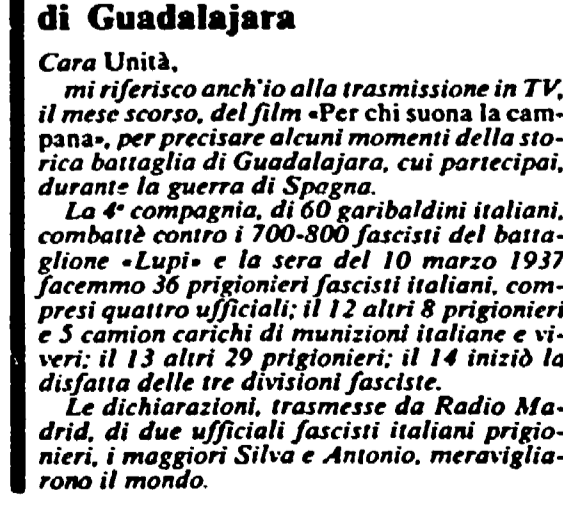 di Guadalajara
Cara Unità,
mi riferisco anch'io alla trasmissione in TV,
il mese scorso, del film «Per chi suona la cam-
pana», per precisare alcuni momenti della sto-
rica battaglia di Guadalajara, cui partecipai,
durante la guerra di Spagna.
La 4ª compagnia, di 60 garibaldini italiani,
combattè contro i 700-800 fascisti del batta-
glione «Lupi» e la sera del 10 marzo 1937
facemmo 36 prigionieri fascisti italiani, com-
presi quattro ufficiali; il 12 altri 8 prigionieri
e 5 camion carichi di munizioni italiane e vi-
veri; il 13 altri 29 prigionieri; il 14 iniziò la
disfatta delle tre divisioni fasciste.
Le dichiarazioni, trasmesse da Radio Ma-
drid, di due ufficiali fascisti italiani prigio-
nieri, i maggiori Silva e Antonio, meraviglia-
rono il mondo.